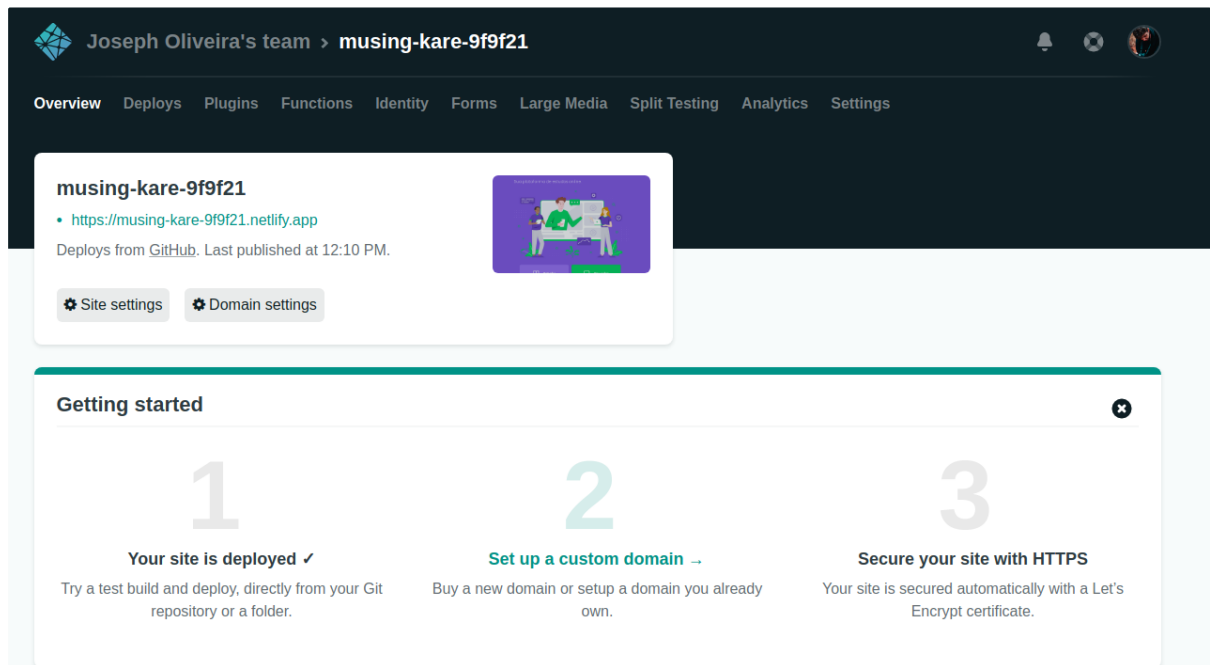 Joseph Oliveira's team › musing-kare-9f9f21
Overview Deploys Plugins Functions Identity Forms Large Media Split Testing Analytics Settings
musing-kare-9f9f21
• https://musing-kare-9f9f21.netlify.app
Deploys from GitHub. Last published at 12:10 PM.
Site settings Domain settings
Getting started
1 2 3
Your site is deployed ✓
Try a test build and deploy, directly from your Git
repository or a folder.
Set up a custom domain →
Buy a new domain or setup a domain you already
own.
Secure your site with HTTPS
Your site is secured automatically with a Let’s
Encrypt certificate.